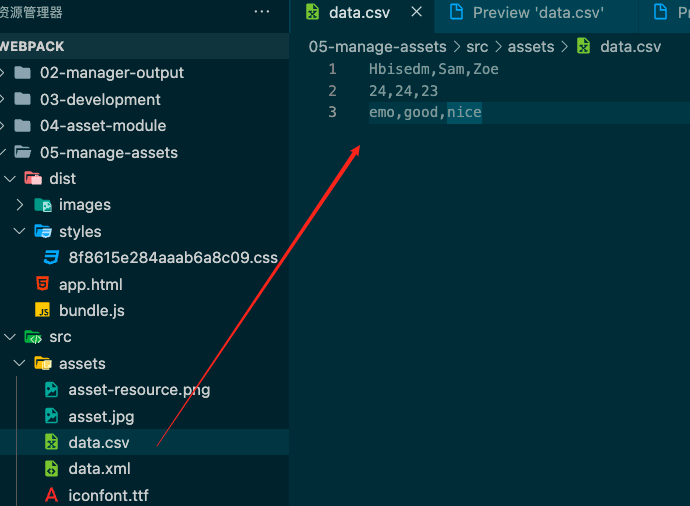 资源管理器
WEBPACK
02-manager-output
03-development
04-asset-module
05-manage-assets
dist
images
styles
8f8615e284aaab6a8c09.css
app.html
bundle.js
src
assets
asset-resource.png
asset.jpg
data.csv
data.xml
iconfont.ttf
data.csv Preview 'data.csv' Pr
05-manage-assets > src > assets > data.csv
1 Hbisedm,Sam,Zoe
2 24,24,23
3 emo,good,nice